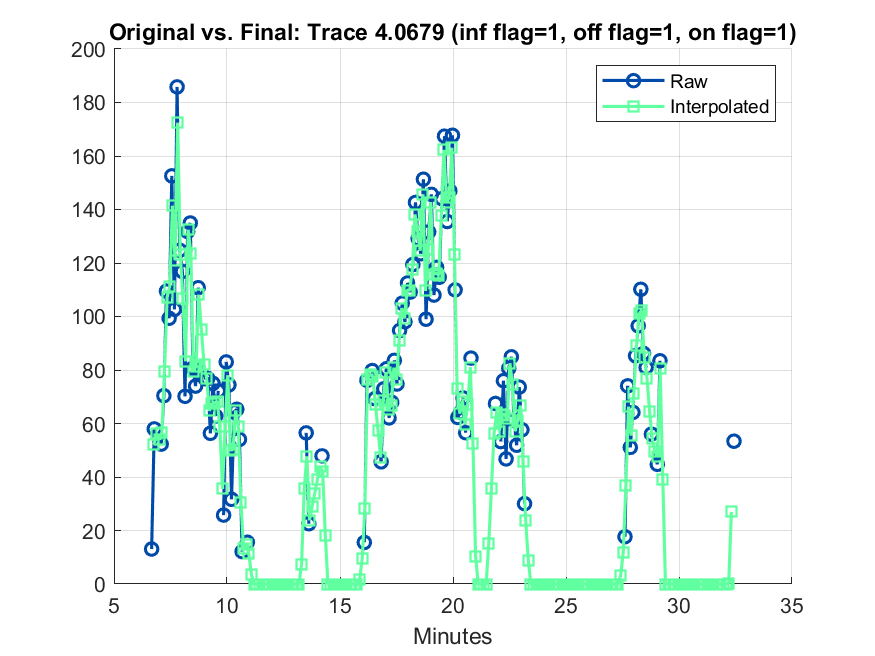 Original vs. Final: Trace 4.0679 (inf flag=1, off flag=1, on flag=1)
200
180
160
140
120
100
80
60
40
20
0
Raw
Interpolated
5 10 15 20 25 30 35
Minutes